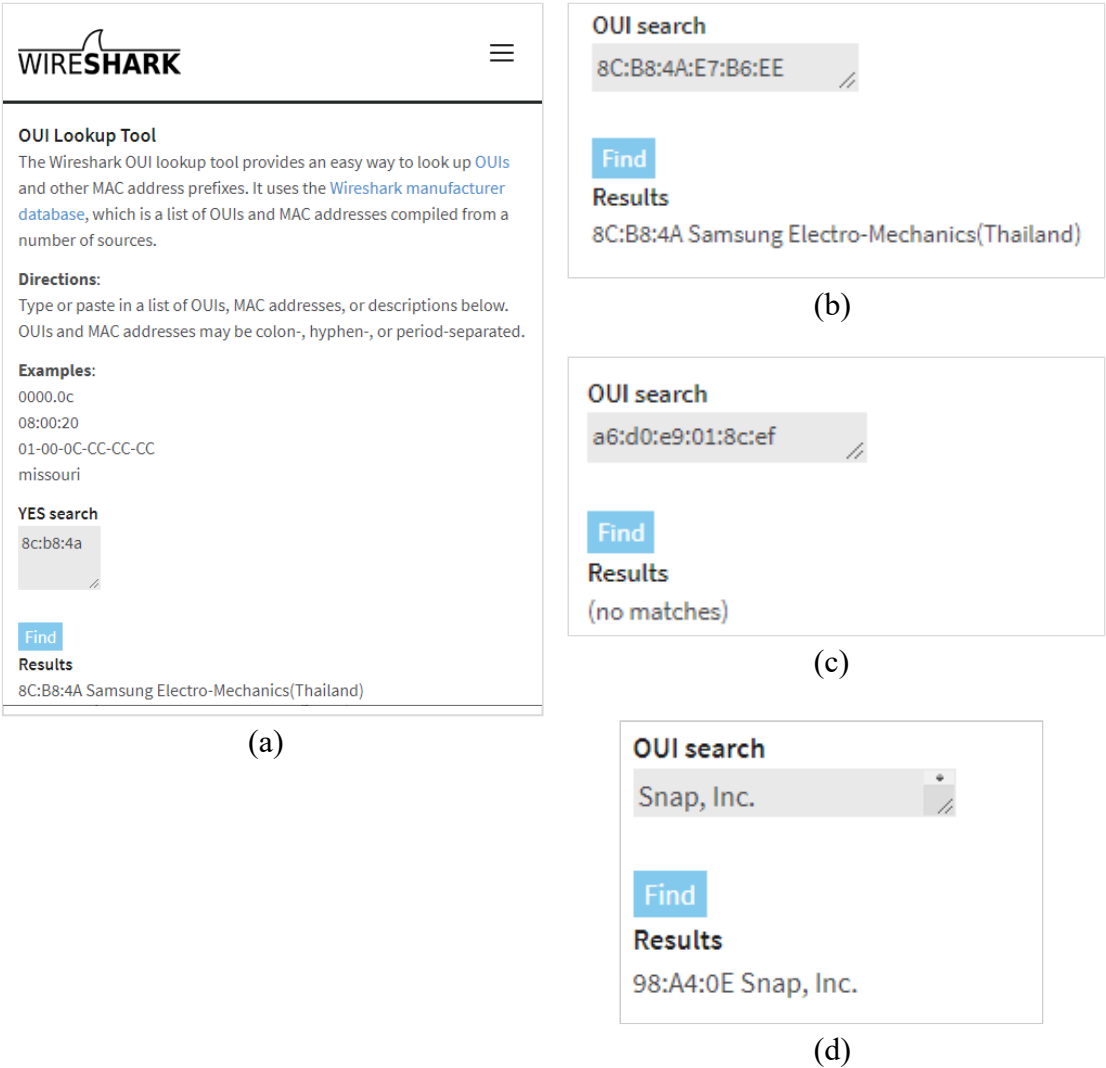 WIRESHARK
OUI Lookup Tool
The Wireshark OUI lookup tool provides an easy way to look up OUIs
and other MAC address prefixes. It uses the Wireshark manufacturer
database, which is a list of OUIs and MAC addresses compiled from a
number of sources.
Directions:
Type or paste in a list of OUIs, MAC addresses, or descriptions below.
OUIs and MAC addresses may be colon-, hyphen-, or period-separated.
Examples:
0000.0c
08:00:20
01-00-0C-CC-CC-CC
missouri
YES search
8c:b8:4a
Find
Results
8C:B8:4A Samsung Electro-Mechanics(Thailand)
(a)
OUI search
8C:B8:4A:E7:B6:EE
Find
Results
8C:B8:4A Samsung Electro-Mechanics(Thailand)
(b)
OUI search
a6:d0:e9:01:8c:ef
Find
Results
(no matches)
(c)
OUI search
Snap, Inc.
Find
Results
98:A4:0E Snap, Inc.
(d)